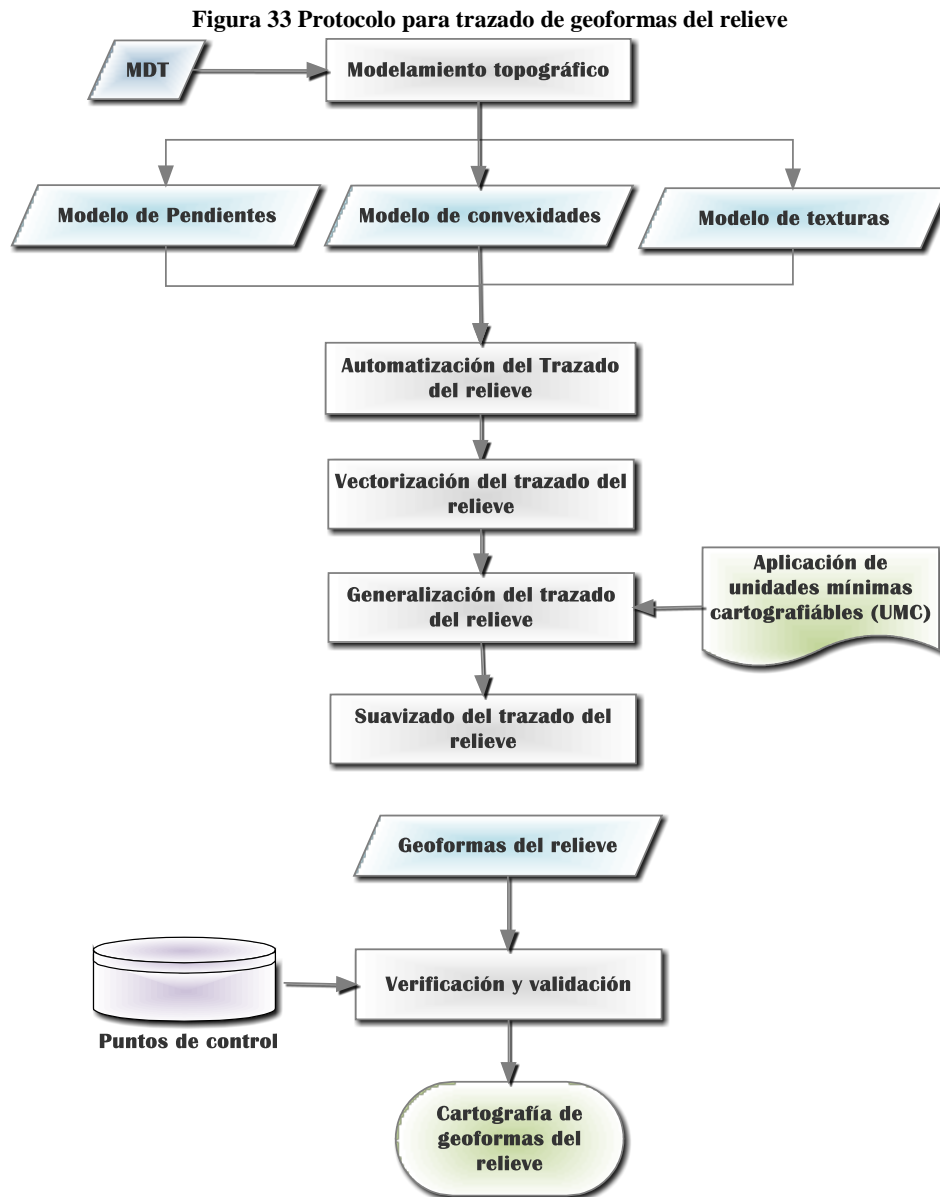 Figura 33 Protocolo para trazado de geoformas del relieve
MDT
Modelamiento topográfico
Modelo de Pendientes
Modelo de convexidades
Modelo de texturas
Automatización del Trazado
del relieve
Vectorización del trazado del
relieve
Generalización del trazado
del relieve
Aplicación de
unidades mínimas
cartografiábles (UMC)
Suavizado del trazado del
relieve
Geoformas del relieve
Verificación y validación
Puntos de control
Cartografía de
geoformas del
relieve